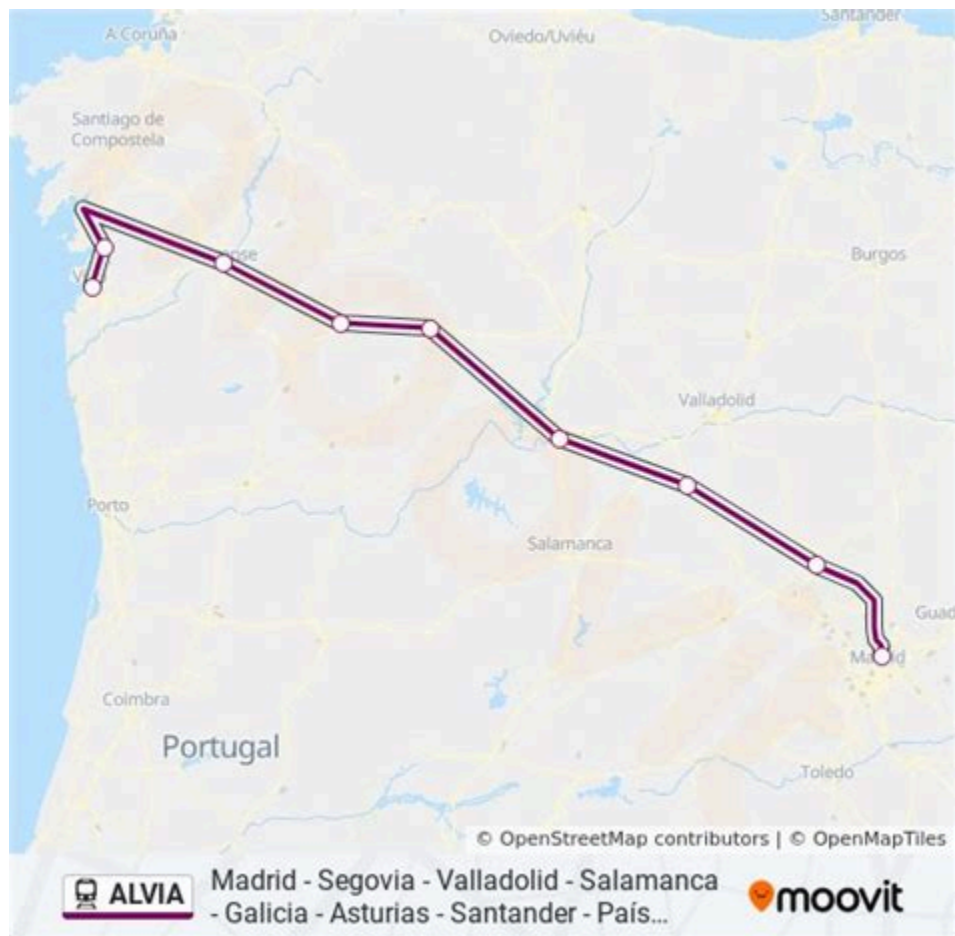 A Coruña
Oviedo/Uviéu
Santander
Santiago de
Compostela
Burgos
Valladolid
Porto
Salamanca
Guad
Madrid
Coimbra
Portugal
Toledo
© OpenStreetMap contributors | © OpenMapTiles
ALVIA
Madrid - Segovia - Valladolid - Salamanca
- Galicia - Asturias - Santander - País...
moovit